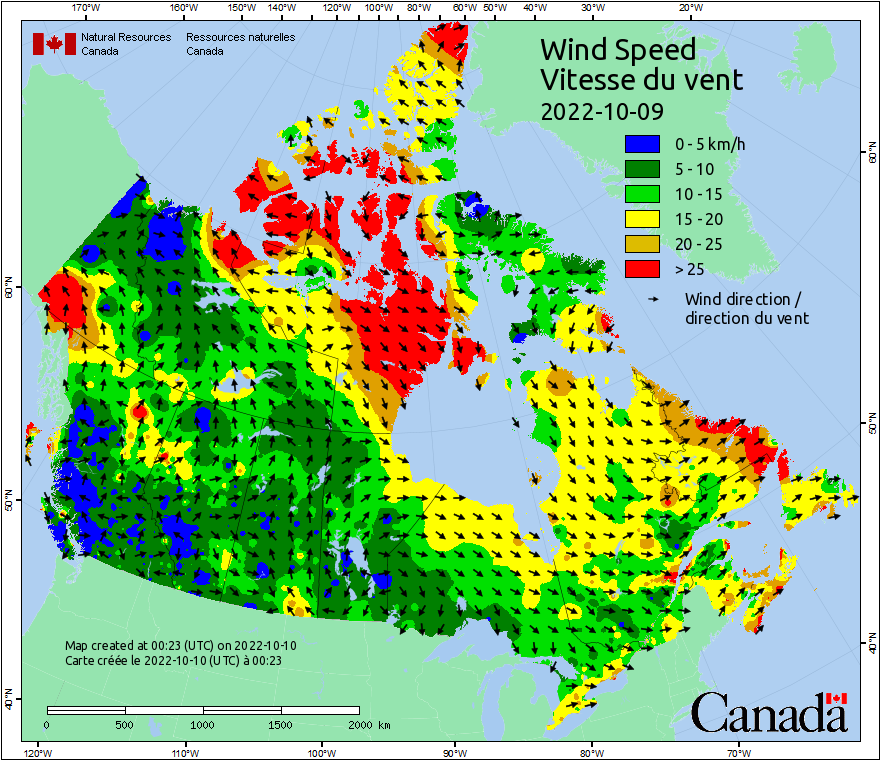 170°W 160°W 150°W 140°W 130°W 120°W 110°W 100°W 80°W 60°W 50°W 40°W 30°W 20°W
Natural Resources Ressources naturelles
Canada Canada
Wind Speed
Vitesse du vent
2022-10-09
0 - 5 km/h
5 - 10
10 - 15
15 - 20
20 - 25
> 25
Wind direction /
direction du vent
60°N
60°N
50°N
50°N
40°N
40°N
Map created at 00:23 (UTC) on 2022-10-10
Carte créée le 2022-10-10 (UTC) à 00:23
0 500 1000 1500 2000 km
Canada
120°W 110°W 100°W 90°W 80°W 70°W